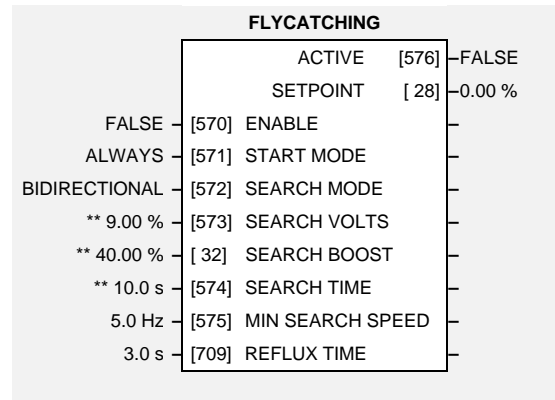 FLYCATCHING
ACTIVE [576] –FALSE
SETPOINT [ 28] –0.00 %
FALSE – [570] ENABLE –
ALWAYS – [571] START MODE –
BIDIRECTIONAL – [572] SEARCH MODE –
** 9.00 % – [573] SEARCH VOLTS –
** 40.00 % – [ 32] SEARCH BOOST –
** 10.0 s – [574] SEARCH TIME –
5.0 Hz – [575] MIN SEARCH SPEED –
3.0 s – [709] REFLUX TIME –